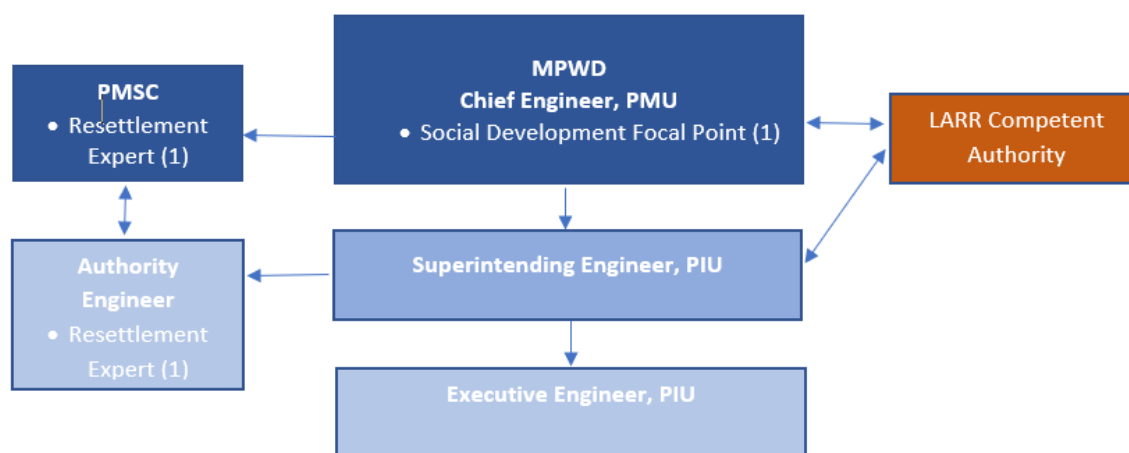 PMSC
• Resettlement
Expert (1)
MPWD
Chief Engineer, PMU
• Social Development Focal Point (1)
LARR Competent
Authority
Authority
Engineer
• Resettlement
Expert (1)
Superintending Engineer, PIU
Executive Engineer, PIU